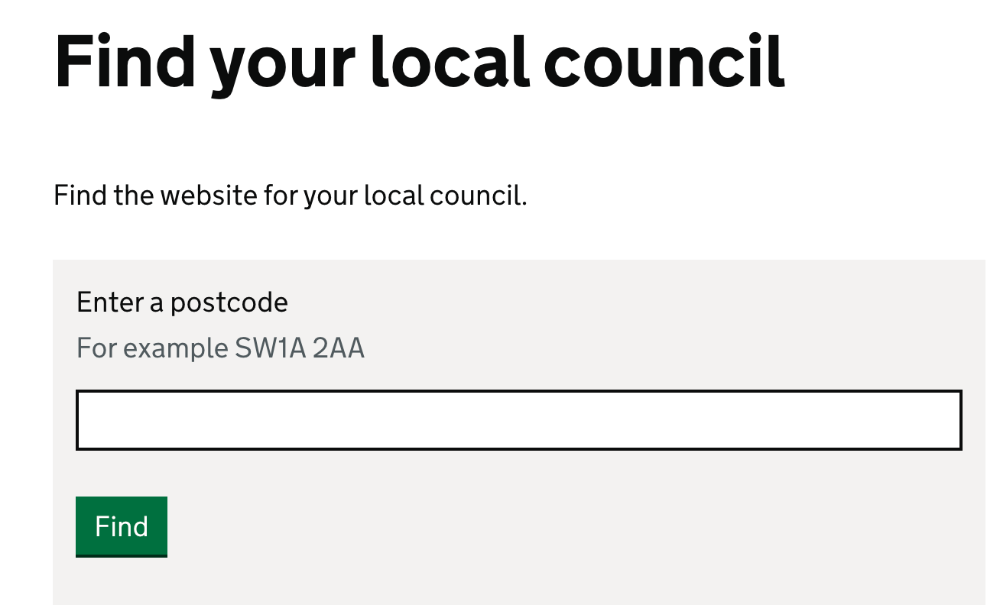 Find your local council
Find the website for your local council.
Enter a postcode
For example SW1A 2AA
Find